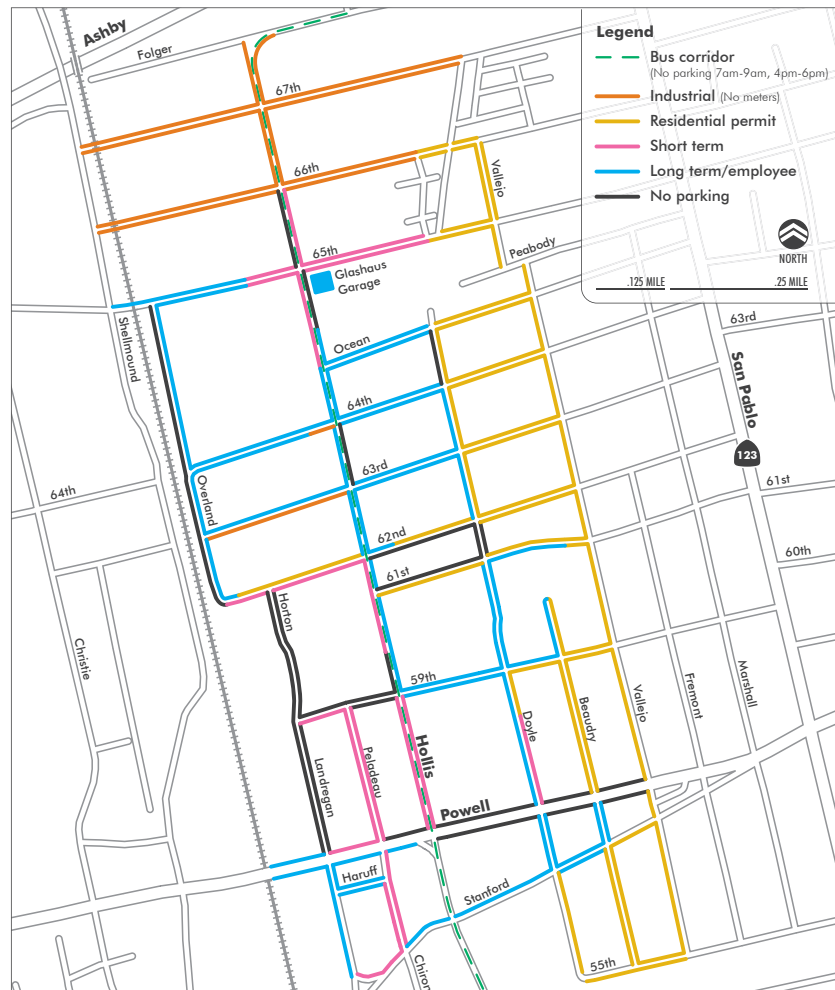 Ashby
Folger
67th
66th
65th
Glashaus
Garage
Vallejo
Peabody
Legend
Bus corridor
(No parking 7am-9am, 4pm-6pm)
Industrial (No meters)
Residential permit
Short term
Long term/employee
No parking
NORTH
.125 MILE
.25 MILE
Shellmound
Ocean
63rd
San Pablo
123
64th
63rd
64th
Overland
61st
62nd
61st
60th
Horton
Christie
59th
Hollis
Doyle
Beaudry
Vallejo
Fremont
Marshall
Landregan
Peladeau
Powell
Haruff
Stanford
Chiron
55th